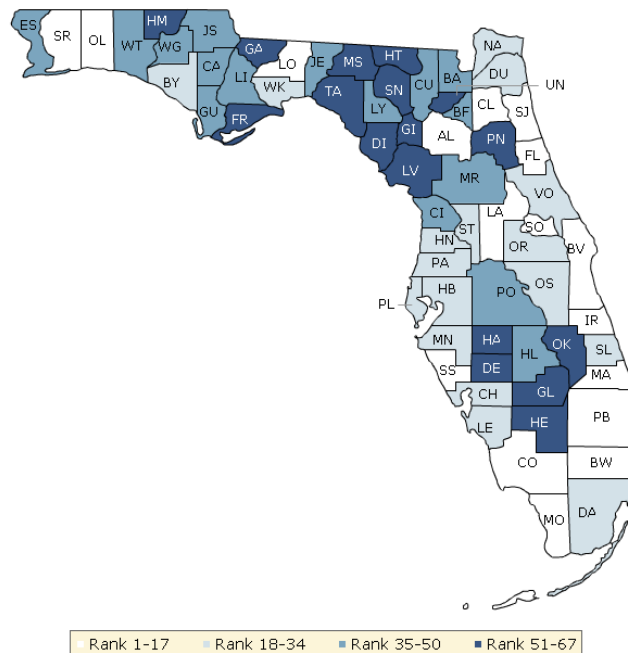 ES
SR
OL
HM
WT
WG
JS
BY
CA
GU
LI
GA
FR
LO
WK
JE
TA
MS
HT
LY
SN
DI
GI
LV
CU
BA
BF
UN
NA
DU
CL
SJ
AL
PN
FL
MR
VO
CI
LA
ST
SO
HN
OR
BV
PA
PL
HB
PO
OS
IR
MN
HA
HL
OK
SL
SS
DE
MA
CH
GL
LE
HE
PB
CO
BW
MO
DA
Rank 1-17 Rank 18-34 Rank 35-50 Rank 51-67